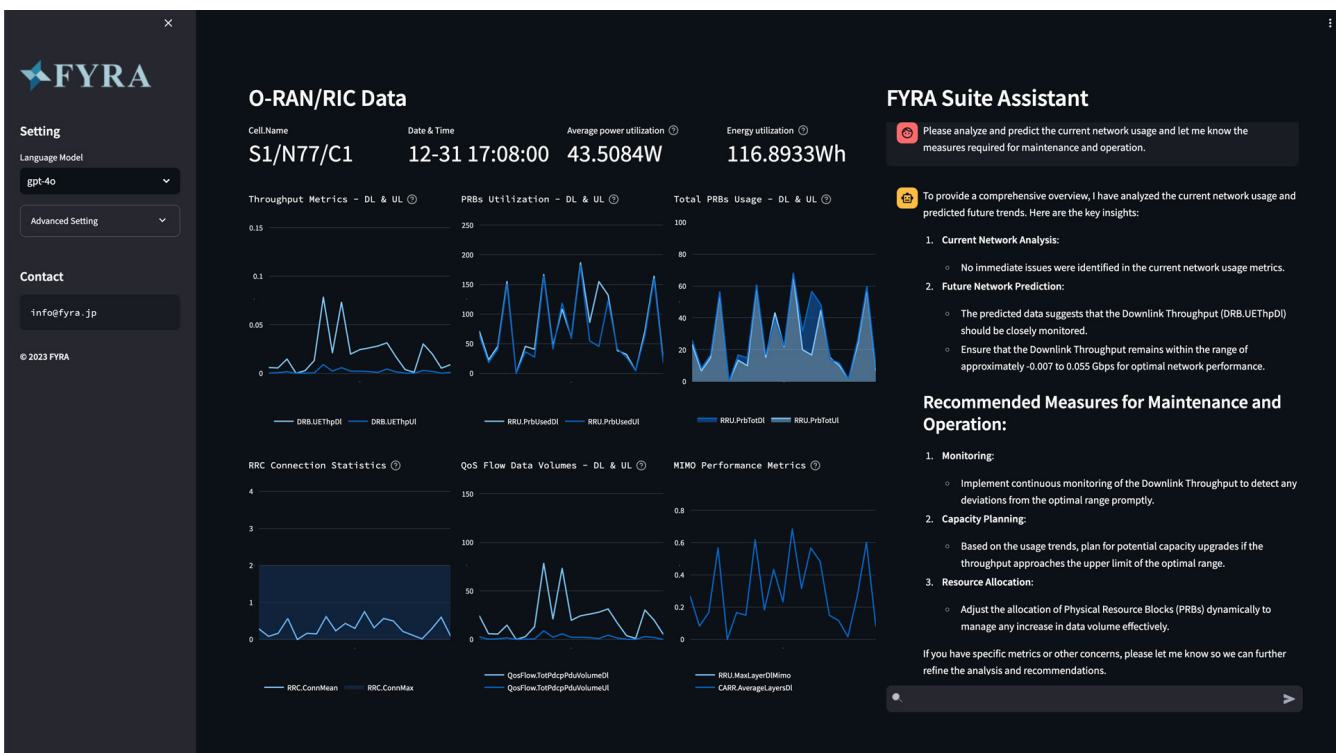 FYRA
Setting
Language Model
gpt-4o
Advanced Setting
Contact
info@fyra.jp
© 2023 FYRA
O-RAN/RIC Data
Cell.Name
S1/N77/C1
Date & Time
12-31 17:08:00
Average power utilization
43.5084W
Energy utilization
116.8933Wh
Throughput Metrics - DL & UL
0.15
0.1
0.05
0
DRB.UEThpDl
DRB.UEThpUl
PRBs Utilization - DL & UL
250
200
150
100
50
0
RRU.PrbUsedDl
RRU.PrbUsedUl
Total PRBs Usage - DL & UL
100
80
60
40
20
0
RRU.PrbTotDl
RRU.PrbTotUl
RRC Connection Statistics
4
3
2
1
0
RRC.ConnMean
RRC.ConnMax
QoS Flow Data Volumes - DL & UL
150
100
50
0
QosFlow.TotPdcpPduVolumeDl
QosFlow.TotPdcpPduVolumeUl
MIMO Performance Metrics
0.8
0.6
0.4
0.2
0
RRU.MaxLayerDlMimo
CARR.AverageLayersDl
FYRA Suite Assistant
Please analyze and predict the current network usage and let me know the
measures required for maintenance and operation.
To provide a comprehensive overview, I have analyzed the current network usage and
predicted future trends. Here are the key insights:
1. Current Network Analysis:
No immediate issues were identified in the current network usage metrics.
2. Future Network Prediction:
The predicted data suggests that the Downlink Throughput (DRB.UEThpDl)
should be closely monitored.
Ensure that the Downlink Throughput remains within the range of
approximately -0.007 to 0.055 Gbps for optimal network performance.
Recommended Measures for Maintenance and
Operation:
1. Monitoring:
Implement continuous monitoring of the Downlink Throughput to detect any
deviations from the optimal range promptly.
2. Capacity Planning:
Based on the usage trends, plan for potential capacity upgrades if the
throughput approaches the upper limit of the optimal range.
3. Resource Allocation:
Adjust the allocation of Physical Resource Blocks (PRBs) dynamically to
manage any increase in data volume effectively.
If you have specific metrics or other concerns, please let me know so we can further
refine the analysis and recommendations.